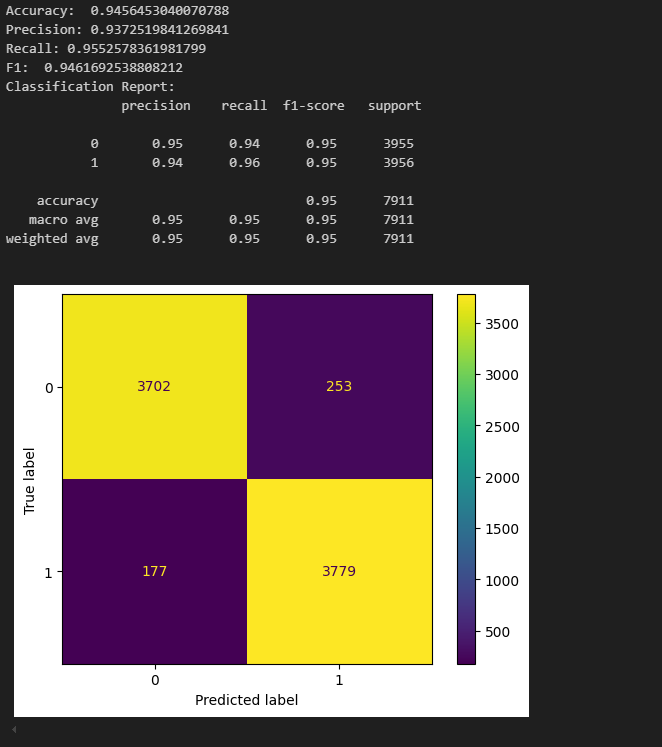 Accuracy:  0.9456453040070788
Precision: 0.9372519841269841
Recall: 0.9552578361981799
F1:  0.9461692538808212
Classification Report:
precision    recall  f1-score   support
0       0.95      0.94      0.95      3955
1       0.94      0.96      0.95      3956
accuracy                           0.95      7911
macro avg       0.95      0.95      0.95      7911
weighted avg       0.95      0.95      0.95      7911
3500
3000
2500
2000
1500
1000
500
0
3702
253
True label
1
177
3779
0
1
Predicted label